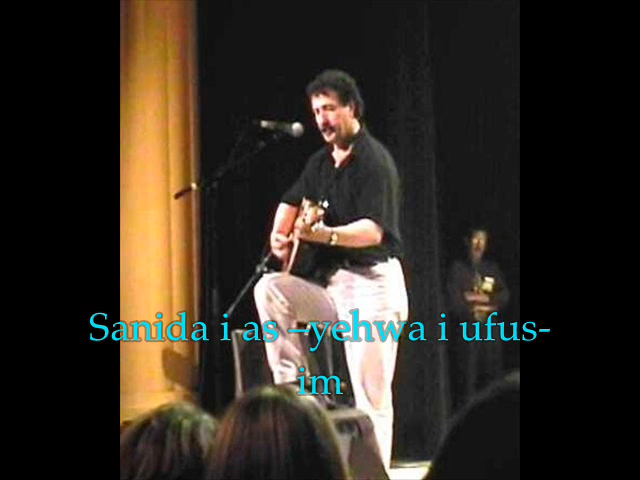 Sanida i as –yehwa i ufus-
im